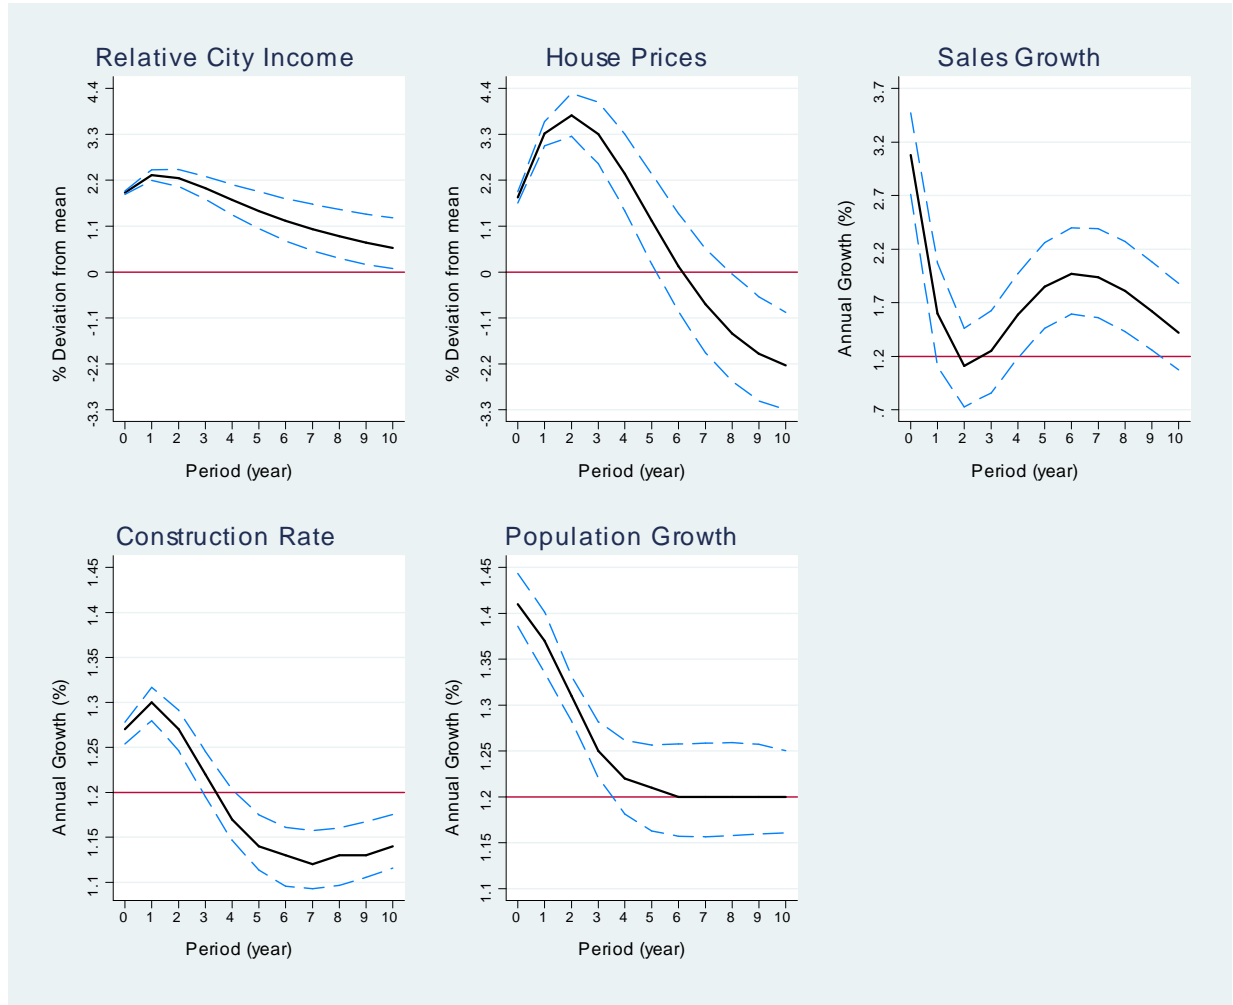 Relative City Income
House Prices
Sales Growth
% Deviation from mean
4.4
3.3
2.2
1.1
0
-1.1
-2.2
-3.3
0 1 2 3 4 5 6 7 8 9 10
Period (year)
% Deviation from mean
4.4
3.3
2.2
1.1
0
-1.1
-2.2
-3.3
0 1 2 3 4 5 6 7 8 9 10
Period (year)
Annual Growth (%)
3.7
3.2
2.7
2.2
1.7
1.2
.7
0 1 2 3 4 5 6 7 8 9 10
Period (year)
Construction Rate
Population Growth
Annual Growth (%)
1.45
1.4
1.35
1.3
1.25
1.2
1.15
1.1
0 1 2 3 4 5 6 7 8 9 10
Period (year)
Annual Growth (%)
1.45
1.4
1.35
1.3
1.25
1.2
1.15
1.1
0 1 2 3 4 5 6 7 8 9 10
Period (year)